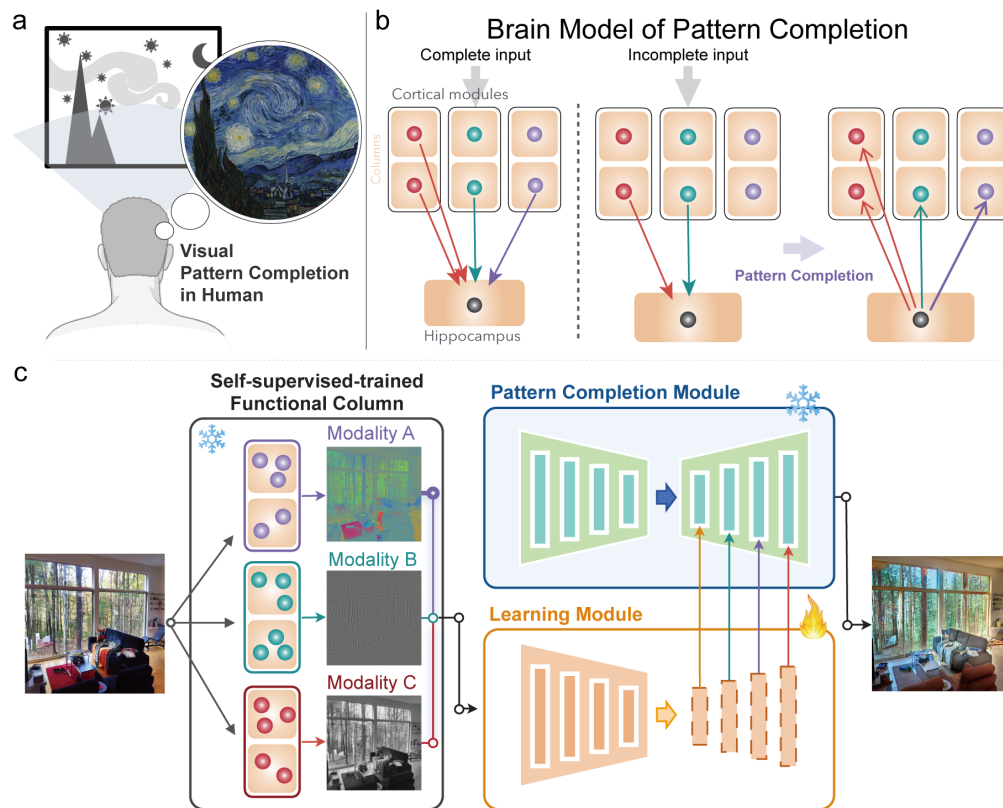 a
Visual
Pattern Completion
in Human
b
Brain Model of Pattern Completion
Complete input
Incomplete input
Cortical modules
Columns
Pattern Completion
Hippocampus
c
Self-supervised-trained
Functional Column
Modality A
Modality B
Modality C
Pattern Completion Module
Learning Module